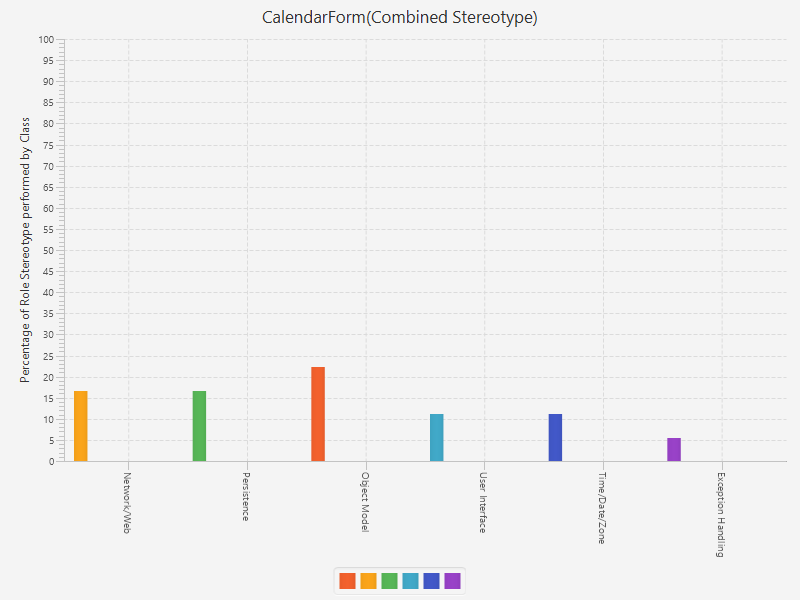 CalendarForm(Combined Stereotype)
Percentage of Role Stereotype performed by Class
100
95
90
85
80
75
70
65
60
55
50
45
40
35
30
25
20
15
10
5
0
Network/Web
Persistence
Object Model
User Interface
Time/Date/Zone
Exception Handling